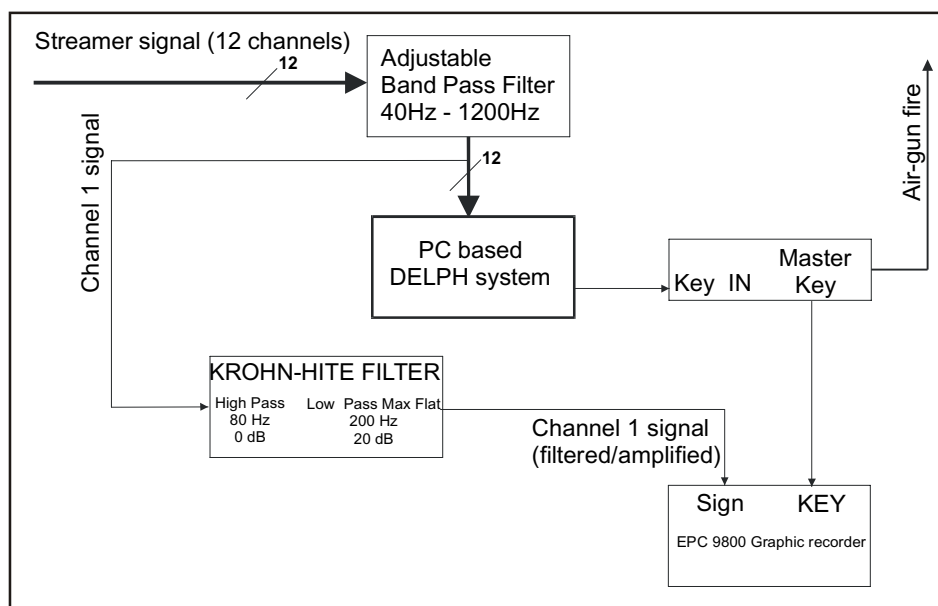 Streamer signal (12 channels)
12
Adjustable
Band Pass Filter
40Hz - 1200Hz
Air-gun fire
Channel 1 signal
12
PC based
DELPH system
Key IN
Master
Key
KROHN-HITE FILTER
High Pass
80 Hz
0 dB
Low Pass Max Flat
200 Hz
20 dB
Channel 1 signal
(filtered/amplified)
Sign KEY
EPC 9800 Graphic recorder